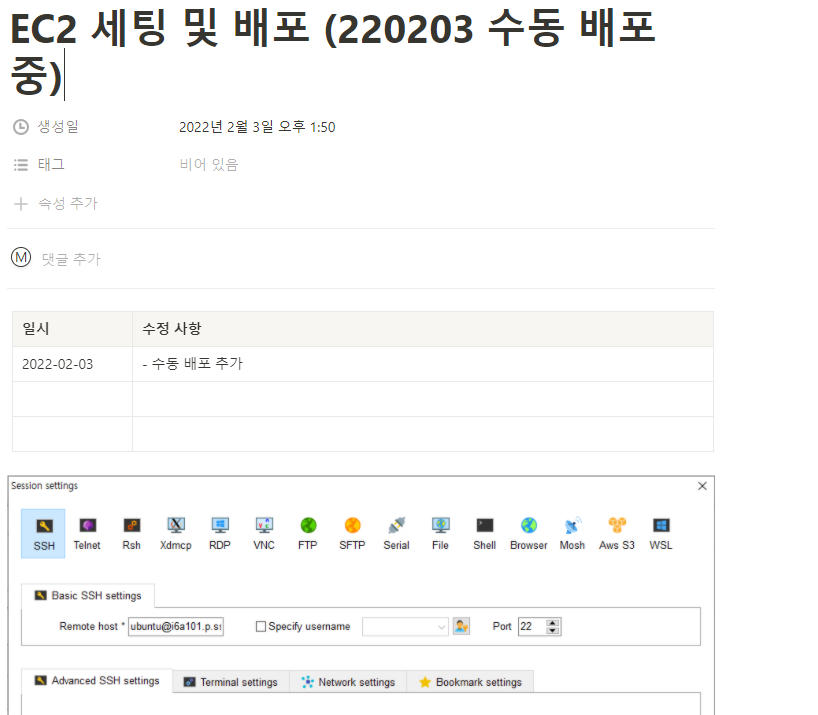 EC2 세팅 및 배포 (220203 수동 배포
중)
생성일 2022년 2월 3일 오후 1:50
태그 비어 있음
속성 추가
M 댓글 추가
일시 수정 사항
2022-02-03 - 수동 배포 추가
Session settings
SSH Telnet Rsh Xdmcp RDP VNC FTP SFTP Serial File Shell Browser Mosh Aws S3 WSL
Basic SSH settings
Remote host * ubuntu@i6a101.p.s Specify username Port 22
Advanced SSH settings Terminal settings Network settings Bookmark settings